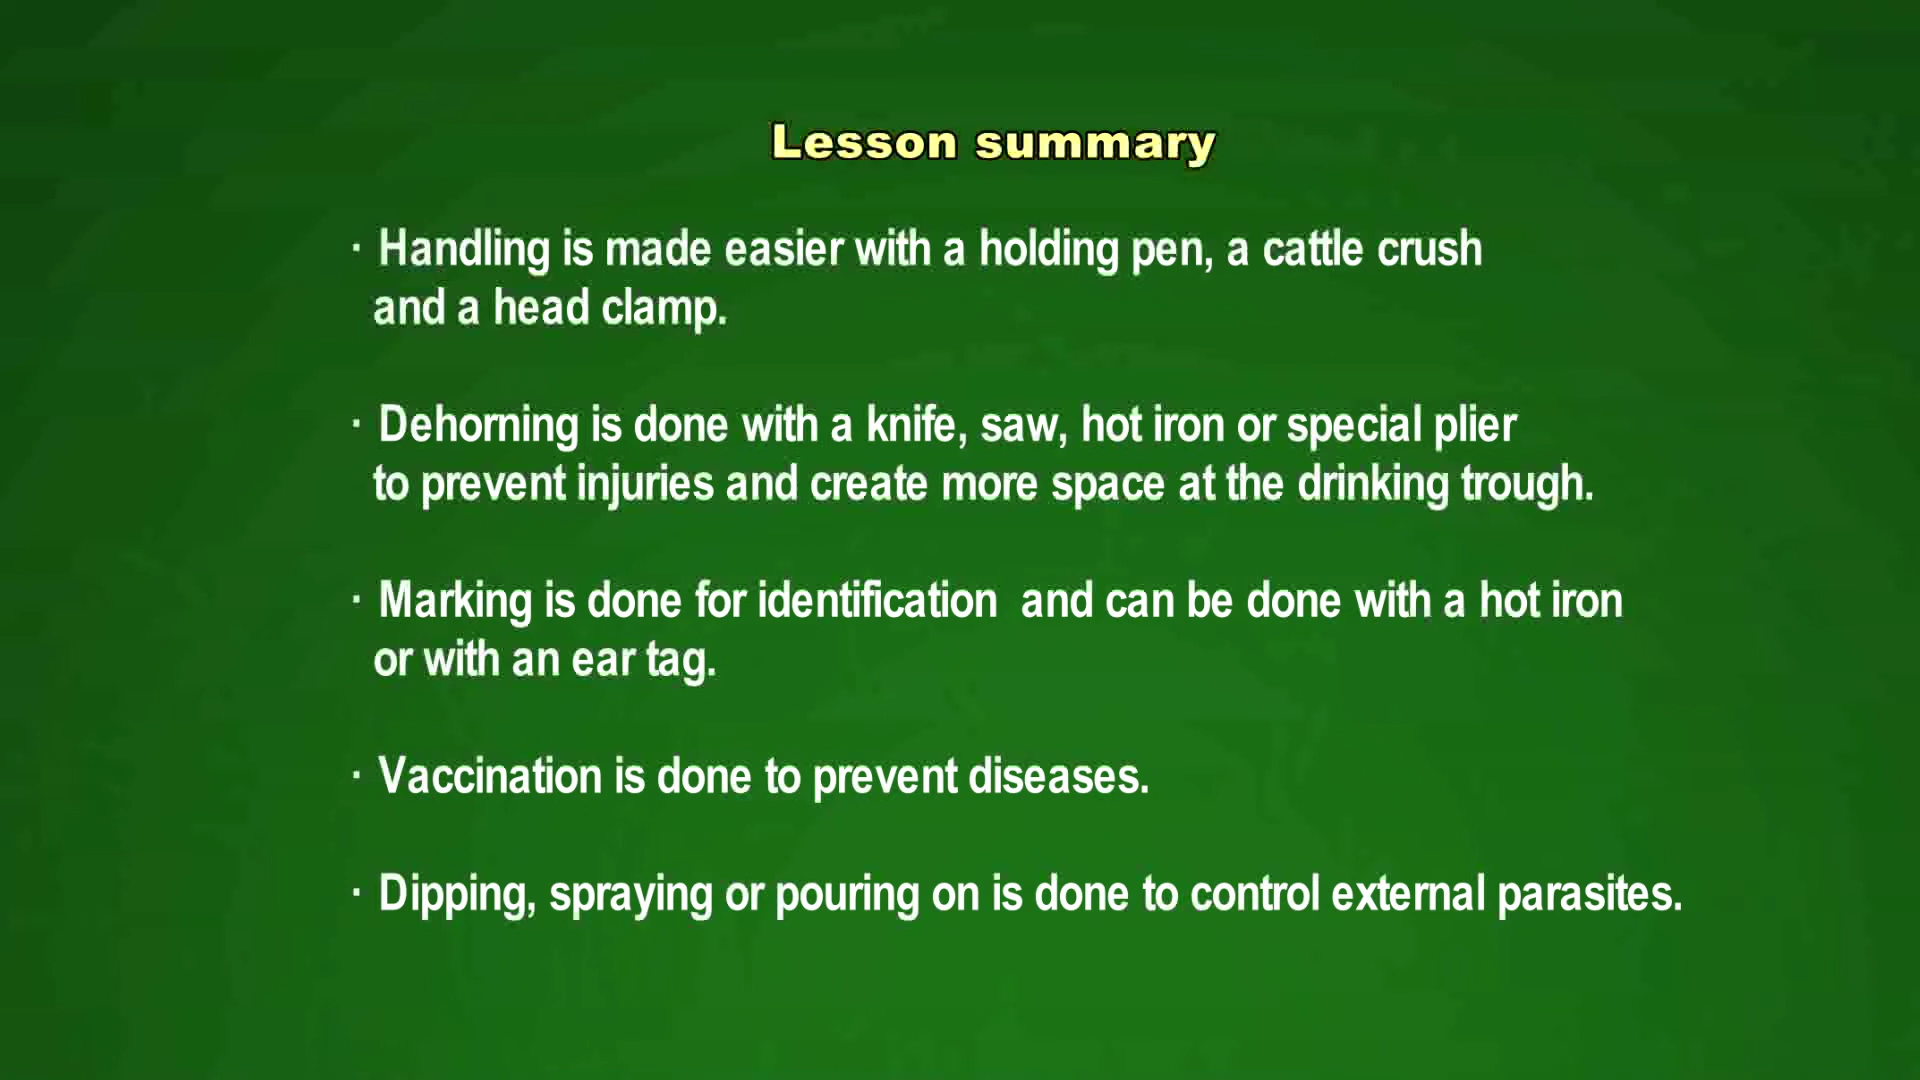 Lesson summary
· Handling is made easier with a holding pen, a cattle crush
and a head clamp.
· Dehorning is done with a knife, saw, hot iron or special plier
to prevent injuries and create more space at the drinking trough.
· Marking is done for identification  and can be done with a hot iron
or with an ear tag.
· Vaccination is done to prevent diseases.
· Dipping, spraying or pouring on is done to control external parasites.